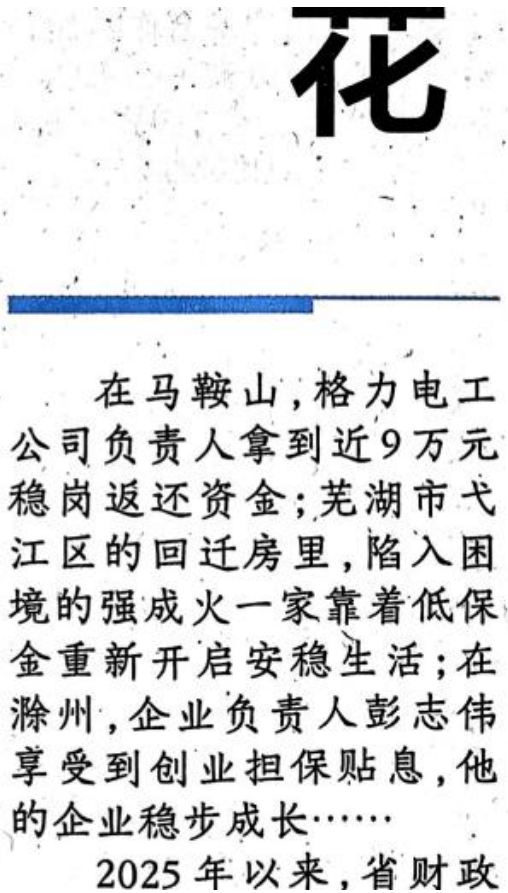 花
在马鞍山,格力电工
公司负责人拿到近9万元
稳岗返还资金;芜湖市弋
江区的回迁房里,陷入困
境的强成火一家靠着低保
金重新开启安稳生活;在
滁州,企业负责人彭志伟
享受到创业担保贴息,他
的企业稳步成长……
2025年以来,省财政